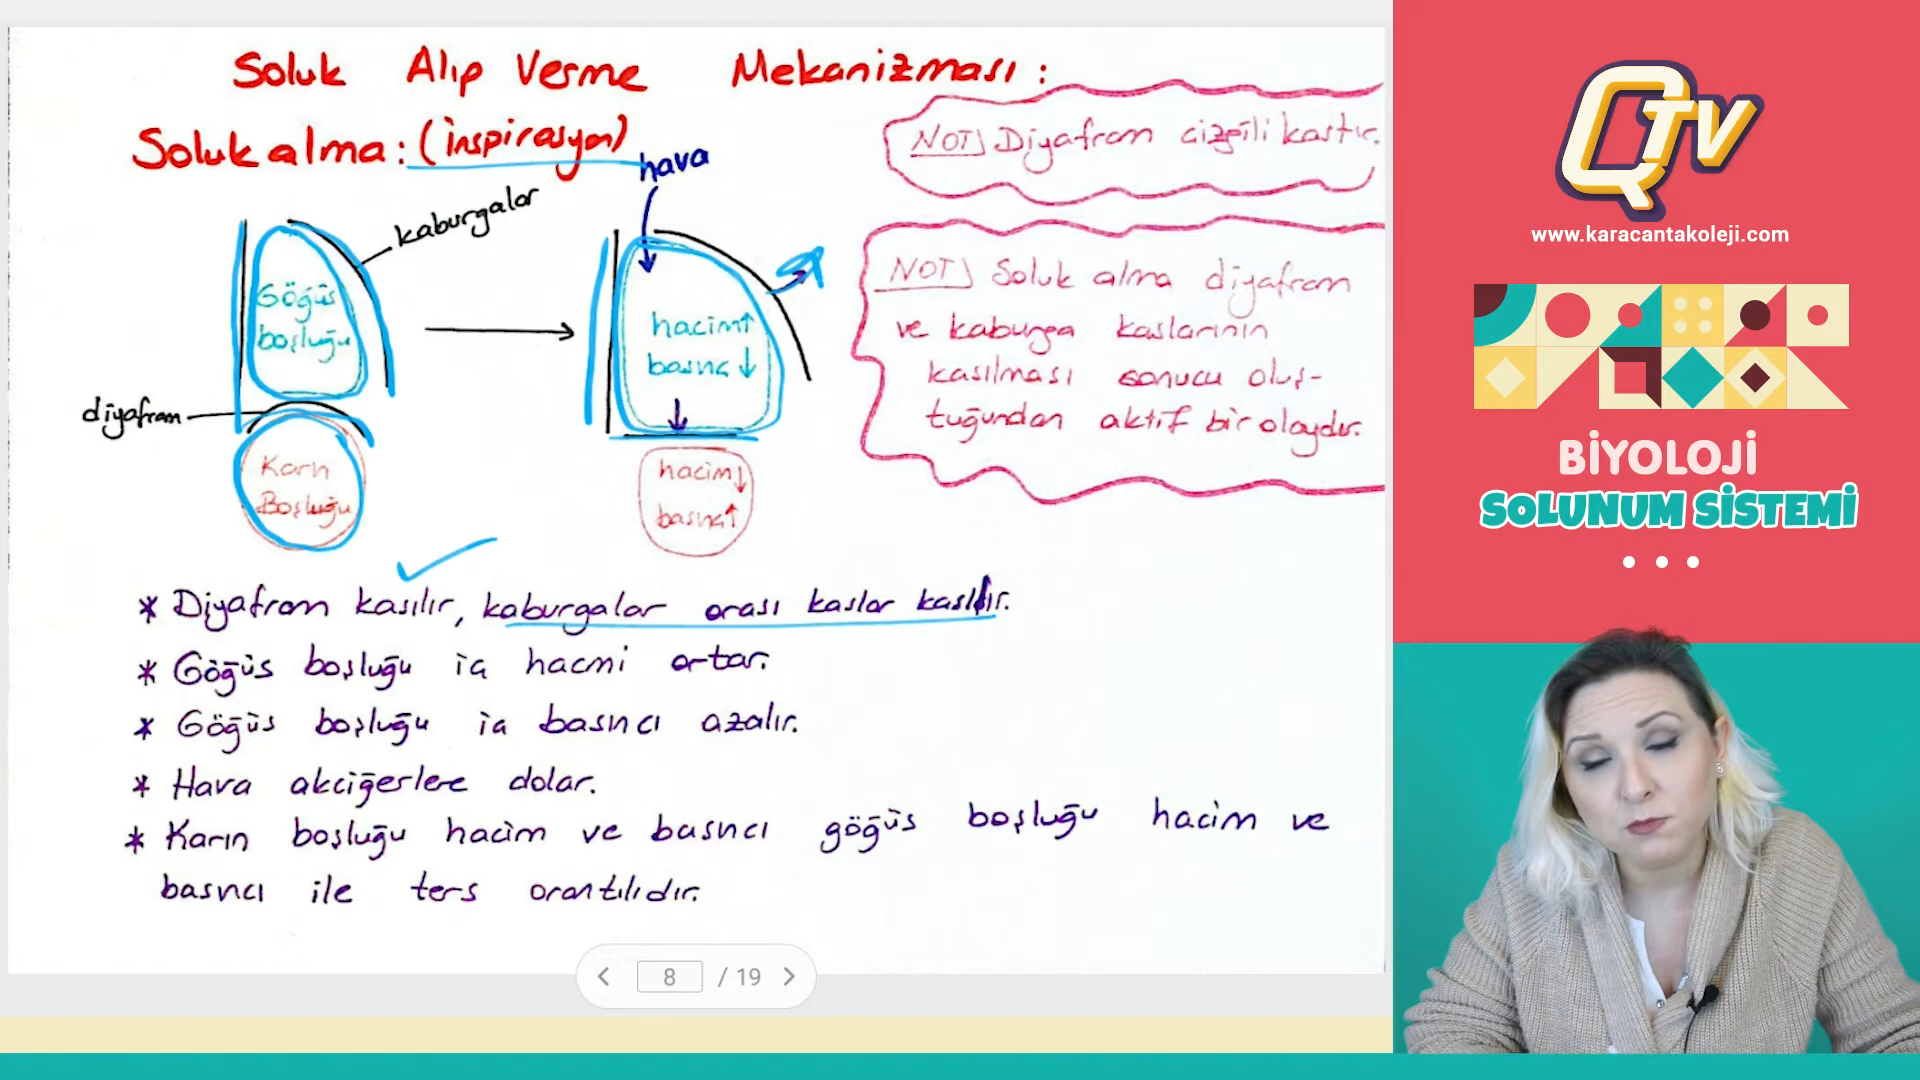 Soluk Alıp Verme Mekanizması:
Soluk alma: (inspirasyon)
hava
kaburgalar
Göğüs
boşluğu
diyafram
Karın
Boşluğu
hacim↑
basınç↓
hacim↓
basınç↑
NOT] Diyafram çizgili kastır.
NOT] Soluk alma diyafram
ve kaburga kaslarının
kasılması sonucu oluş-
tuğundan aktif bir olaydır.
* Diyafram kasılır, kaburgalar arası kaslar kasılır.
* Göğüs boşluğu iç hacmi artar.
* Göğüs boşluğu iç basıncı azalır.
* Hava akciğerlere dolar.
* Karın boşluğu hacim ve basıncı göğüs boşluğu hacim ve
basıncı ile ters orantılıdır.
8 / 19
QTV
www.karacantakoleji.com
BİYOLOJİ
SOLUNUM SİSTEMİ